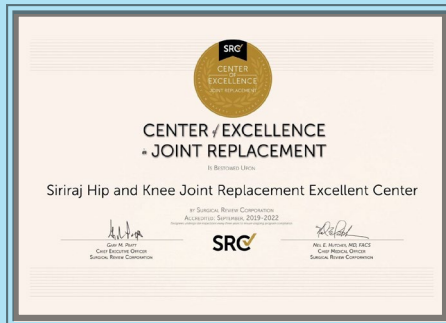 SRC
CENTER
OF
EXCELLENCE
JOINT REPLACEMENT
CENTER of EXCELLENCE
in JOINT REPLACEMENT
IS BESTOWED UPON
Siriraj Hip and Knee Joint Replacement Excellent Center
BY SURGICAL REVIEW CORPORATION
ACCREDITED: SEPTEMBER, 2019-2022
GARY M. PRATT
CHIEF EXECUTIVE OFFICER
SURGICAL REVIEW CORPORATION
SRC
NEIL E. HUTCHER, MD, FACS
CHIEF MEDICAL OFFICER
SURGICAL REVIEW CORPORATION